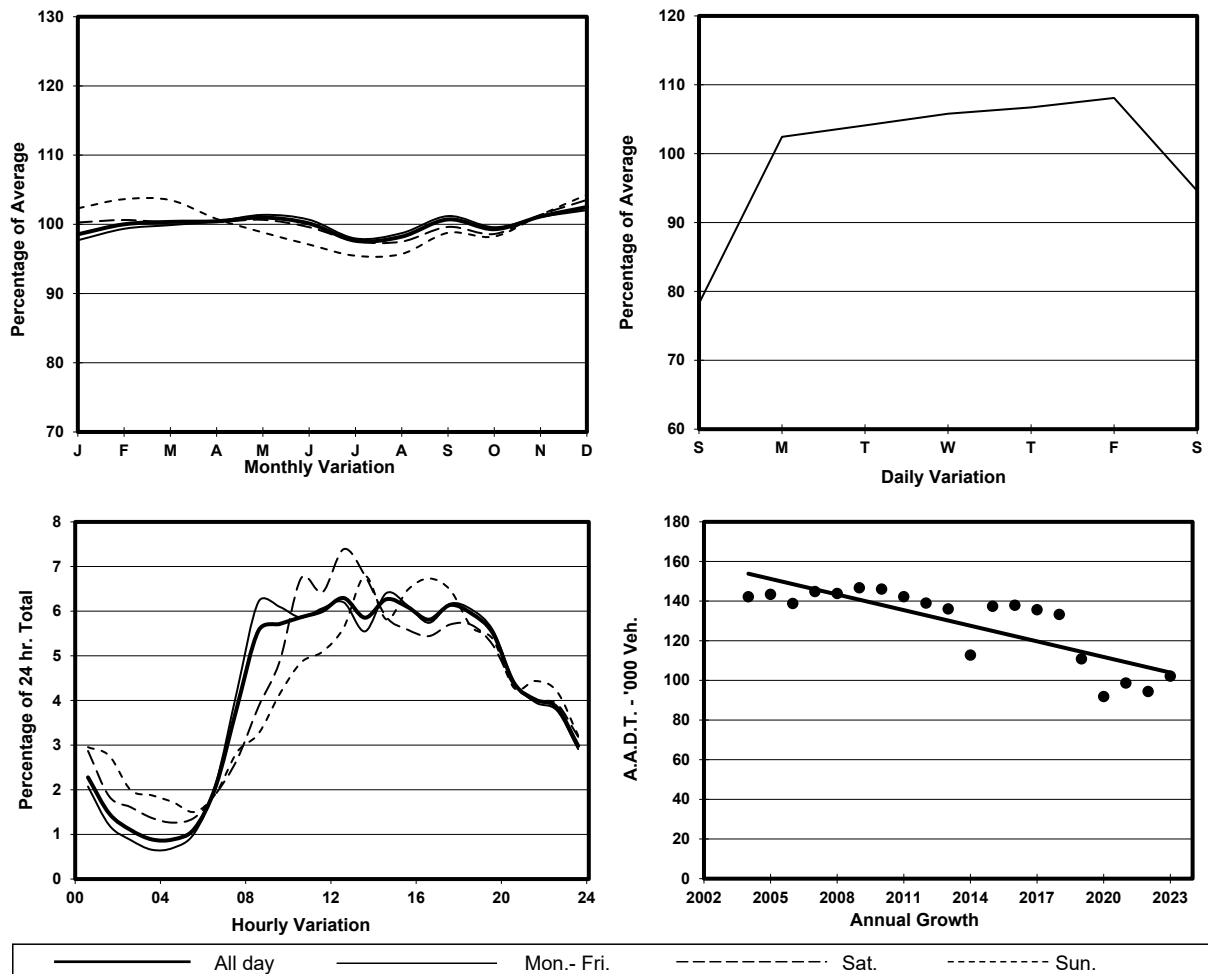 130
120
110
100
90
80
70
Percentage of Average
J F M A M J J A S O N D
Monthly Variation
120
110
100
90
80
70
60
Percentage of Average
S M T W T F S
Daily Variation
8
7
6
5
4
3
2
1
0
Percentage of 24 hr. Total
00 04 08 12 16 20 24
Hourly Variation
180
160
140
120
100
80
60
40
20
0
A.A.D.T. - '000 Veh.
2002 2005 2008 2011 2014 2017 2020 2023
Annual Growth
All day Mon.- Fri. Sat. Sun.